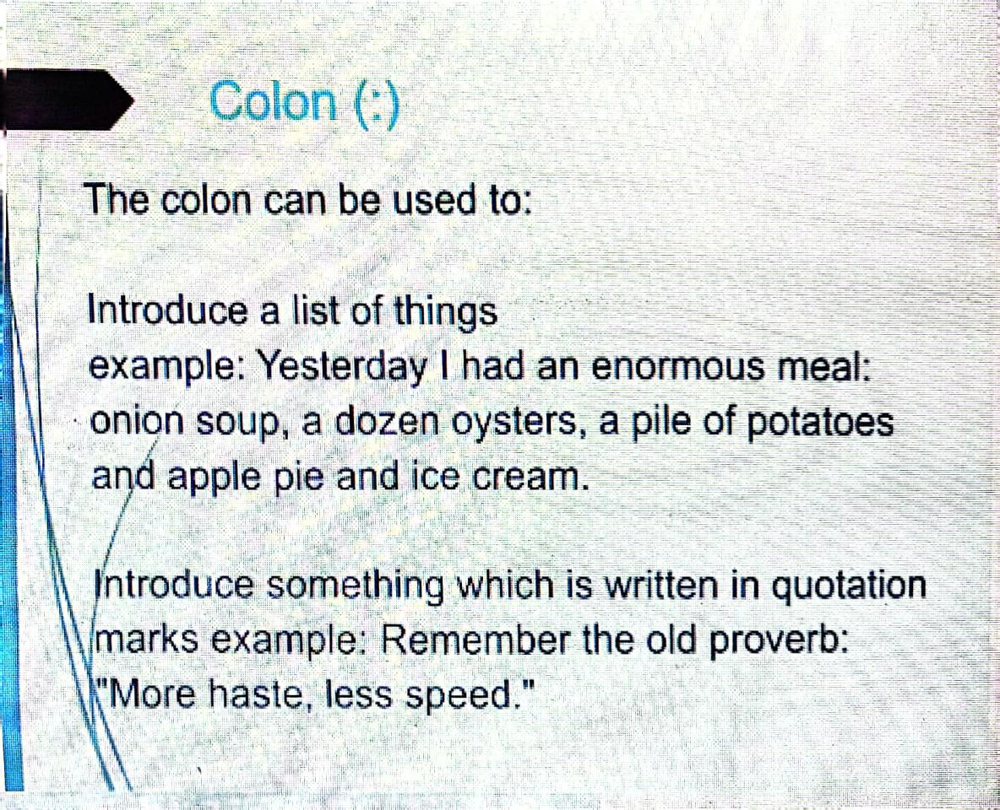 Colon (:)
The colon can be used to:
Introduce a list of things
example: Yesterday I had an enormous meal:
onion soup, a dozen oysters, a pile of potatoes
and apple pie and ice cream.
Introduce something which is written in quotation
marks example: Remember the old proverb:
"More haste, less speed."